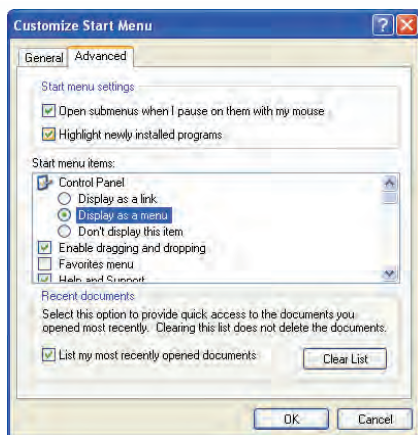 Customize Start Menu
General Advanced
Start menu settings
Open submenus when I pause on them with my mouse
Highlight newly installed programs
Start menu items:
Control Panel
Display as a link
Display as a menu
Don't display this item
Enable dragging and dropping
Favorites menu
Help and Support
Recent documents
Select this option to provide quick access to the documents you
opened most recently. Clearing this list does not delete the documents.
List my most recently opened documents
Clear List
OK Cancel